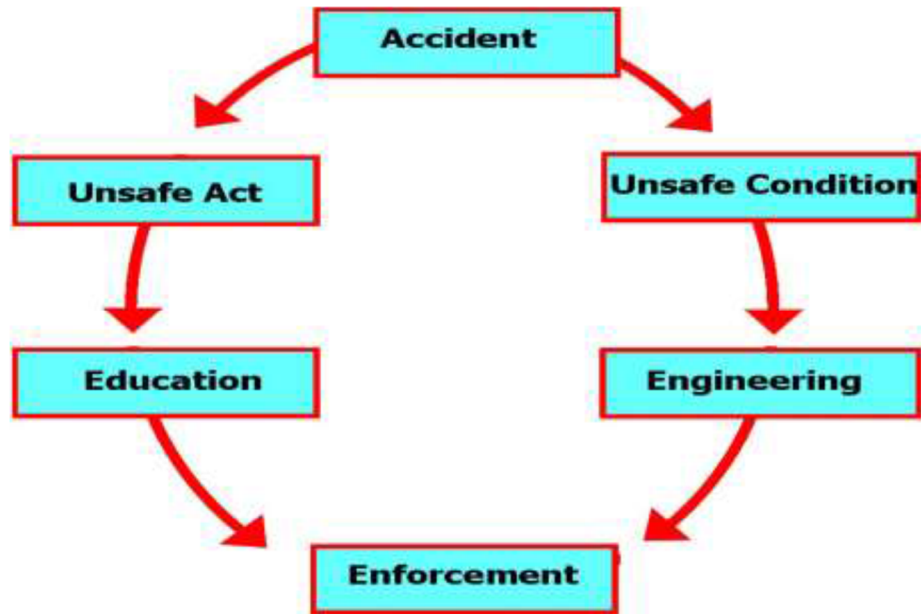 Accident
Unsafe Act
Unsafe Condition
Education
Engineering
Enforcement